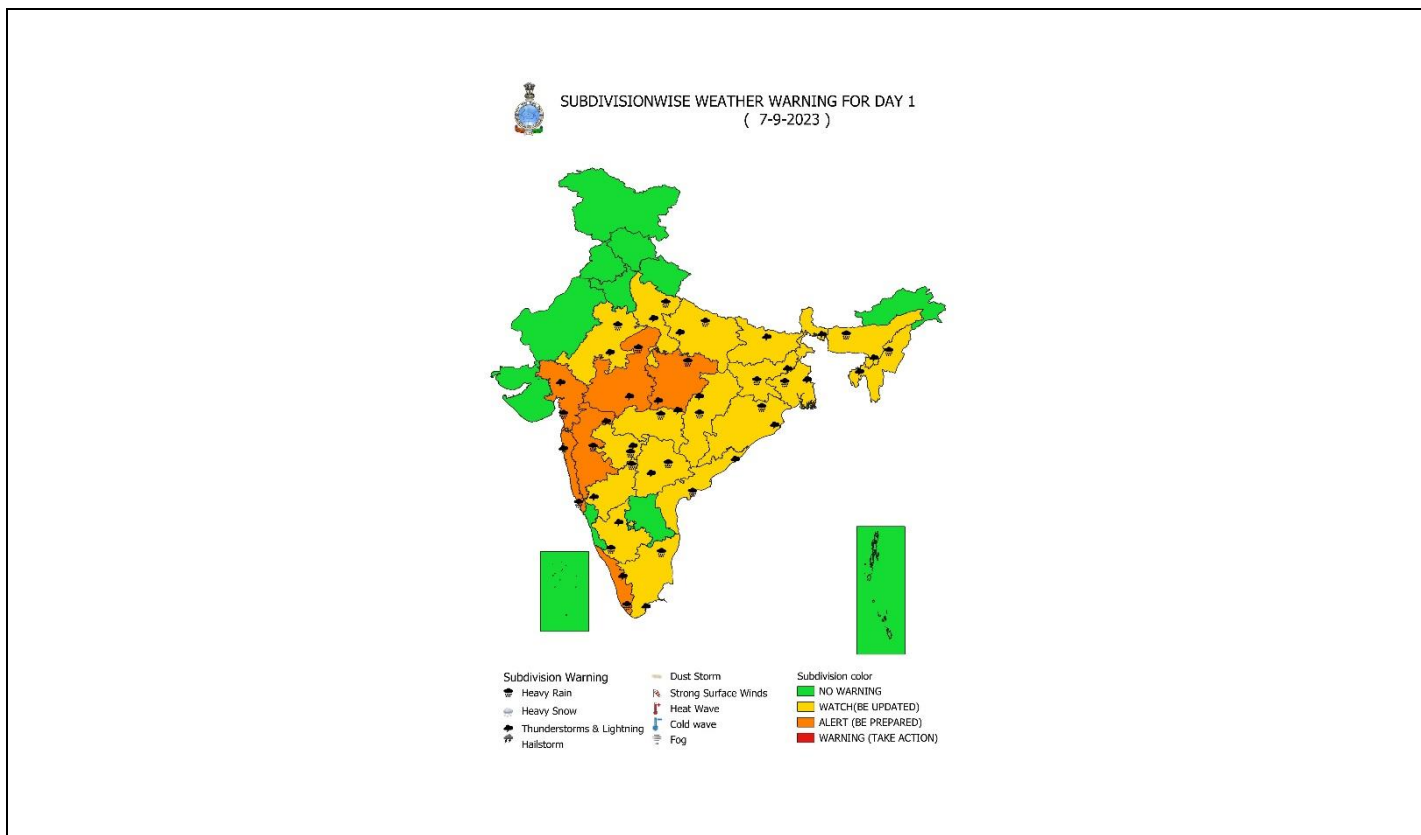 SUBDIVISIONWISE WEATHER WARNING FOR DAY 1
( 7-9-2023 )
Subdivision Warning
Heavy Rain
Heavy Snow
Thunderstorms & Lightning
Hailstorm
Dust Storm
Strong Surface Winds
Heat Wave
Cold wave
Fog
Subdivision color
NO WARNING
WATCH(BE UPDATED)
ALERT (BE PREPARED)
WARNING (TAKE ACTION)